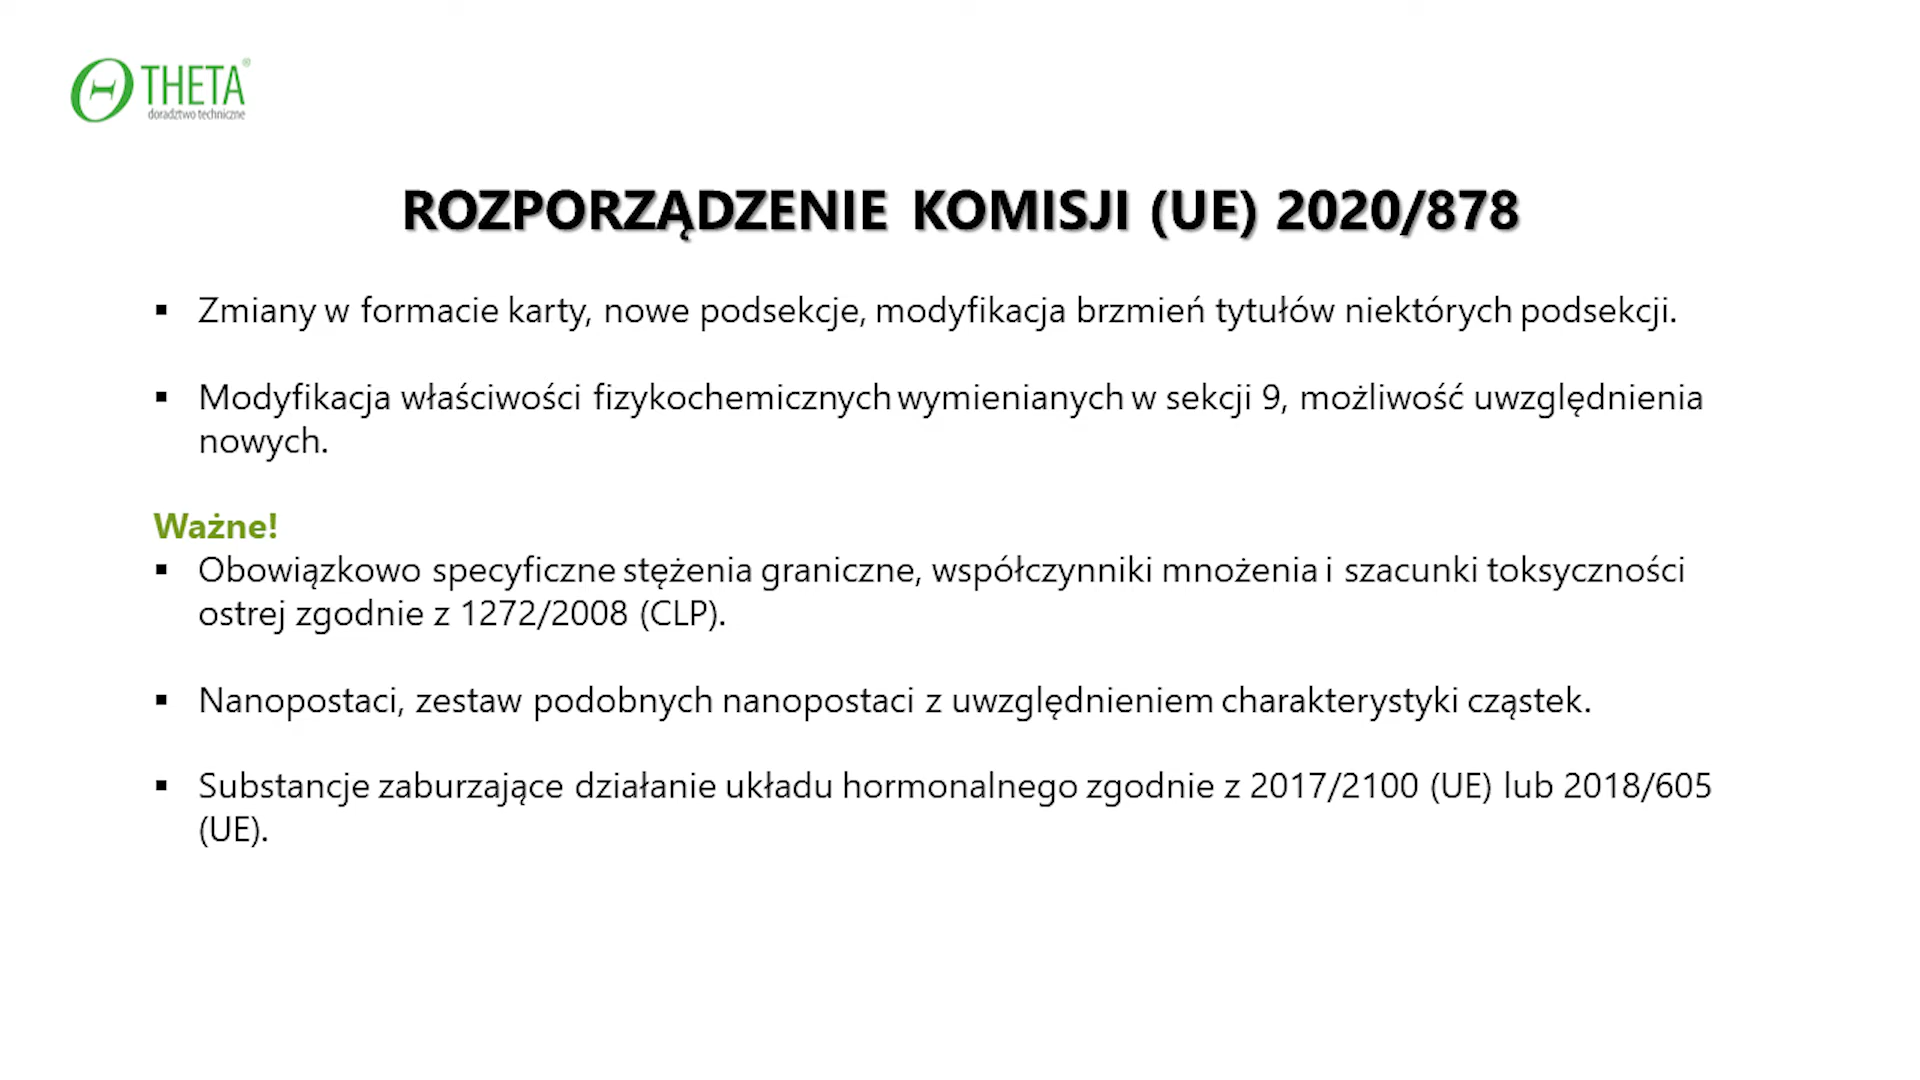 THETA®
doradztwo techniczne
ROZPORZĄDZENIE KOMISJI (UE) 2020/878
▪ Zmiany w formacie karty, nowe podsekcje, modyfikacja brzmień tytułów niektórych podsekcji.
▪ Modyfikacja właściwości fizykochemicznych wymienianych w sekcji 9, możliwość uwzględnienia
nowych.
Ważne!
▪ Obowiązkowo specyficzne stężenia graniczne, współczynniki mnożenia i szacunki toksyczności
ostrej zgodnie z 1272/2008 (CLP).
▪ Nanopostaci, zestaw podobnych nanopostaci z uwzględnieniem charakterystyki cząstek.
▪ Substancje zaburzające działanie układu hormonalnego zgodnie z 2017/2100 (UE) lub 2018/605
(UE).